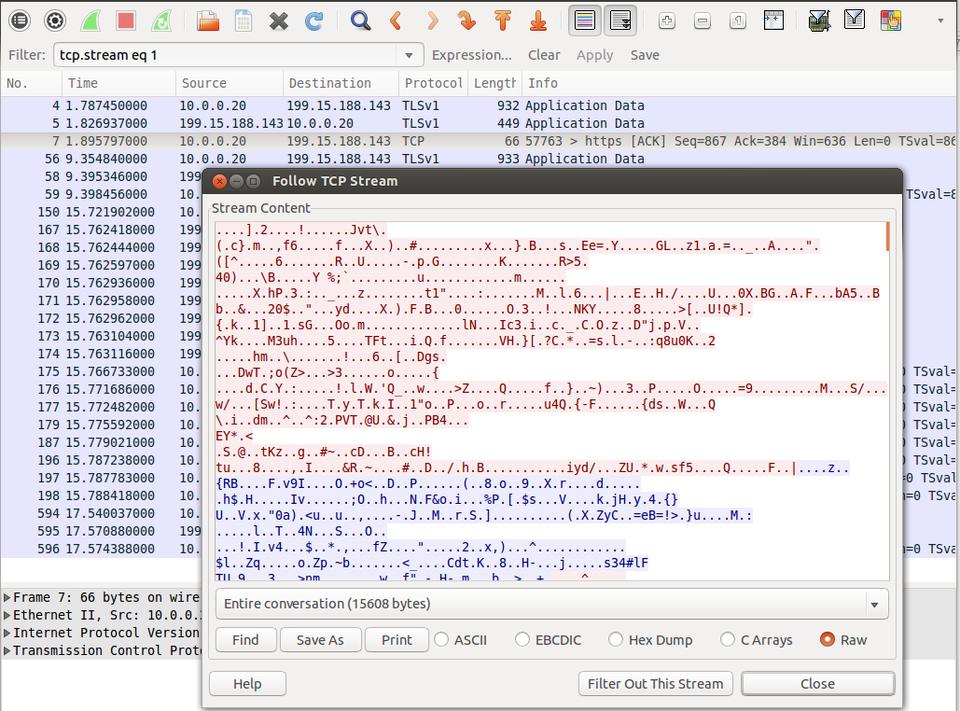 Filter: tcp.stream eq 1 Expression... Clear Apply Save
No. Time Source Destination Protocol Length Info
4 1.787450000 10.0.0.20 199.15.188.143 TLSv1 932 Application Data
5 1.826937000 199.15.188.143 10.0.0.20 TLSv1 449 Application Data
7 1.895797000 10.0.0.20 199.15.188.143 TCP 66 57763 > https [ACK] Seq=867 Ack=384 Win=636 Len=0 TSval=86
56 9.354840000 10.0.0.20 199.15.188.143 TLSv1 933 Application Data
58 9.395346000 199
59 9.398456000 10. TSval=8
150 15.721902000 10.
167 15.762418000 199
168 15.762444000 199
169 15.762597000 199
170 15.762936000 199
171 15.762958000 199
172 15.762962000 199
173 15.763104000 199
174 15.763116000 199
175 15.766733000 10. 0 TSval=
176 15.771686000 10. 0 TSval=
177 15.772482000 10. 0 TSval=
179 15.775592000 10. 0 TSval=
187 15.779021000 10. 0 TSval=
196 15.787238000 10. 0 TSval=
197 15.787783000 10. =0 TSval=
198 15.788418000 10. =0 TSval=
594 17.540037000 10.
595 17.570880000 199
596 17.574388000 10. =0 TSval=
Follow TCP Stream
Stream Content
....].2....!......Jvt\.
(.c}.m..,f6.....f...X..)..#.........x...}.B...s..Ee=.Y.....GL..z1.a.=.._..A....".
([^.....6.......R..U.....-.p.G........K.......R>5.
40)...\B.....Y %;`.........u............m......
.....X.hP.3.:.._...z........t1"....:.......M..l.6...|...E..H./....U...0X.BG..A.F...bA5..B
b..&...20$.."...yd....X.).F.B...0......O.3..!...NKY.....8.....>[..U!Q*].
{.k..1]..1.sG...Oo.m.............lN...Ic3.i..c._.C.O.z..D"j.p.V..
^Yk....M3uh....5....TFt...i.Q.f.......VH.}[.?C.*..=s.l.-..:q8u0K..2
.....hm..\.......!...6..[..Dgs.
...DwT.;o(Z>...>3......o.....{
....d.C.Y.:.....!.l.W.'Q_..w....>Z....Q.....f..}..~)...3..P.....O.....=9.........M...S/...
w/...[Sw!.:....T.y.T.k.I..1"o..P...o..r.....u4Q.{-F......{ds..W...Q
\.i..dm..^..^:2.PVT.@U.&.j..PB4...
EY*.<
.S.@..tKz..g..#~..cD...B..cH!
tu...8...,.I....&R.~....#..D../.h.B...........iyd/...ZU.*.w.sf5....Q.....F..|....z..
{RB....F.v9I....O.+o<..D..P......(..8.o..9..X.r....d.....
.h$.H.....Iv......;O..h...N.F&o.i...%P.[.$s...V....k.jH.y.4.{}
U..V.x."0a).<u..u..,....-.J..M..r.S.]..........(.X.ZyC..=eB=!>.}u....M.:
.....l..T..4N...S...O..
...!.I.v4...$..*.,...fZ....".....2..x,)...^............
$l..Zq.....o.Zp.~b.......<_....Cdt.K..8..H-...j.....s34#lF
Entire conversation (15608 bytes)
Find Save As Print ASCII EBCDIC Hex Dump C Arrays Raw
Help Filter Out This Stream Close
Frame 7: 66 bytes on wire
Ethernet II, Src: 10.0.0.
Internet Protocol Version
Transmission Control Prot